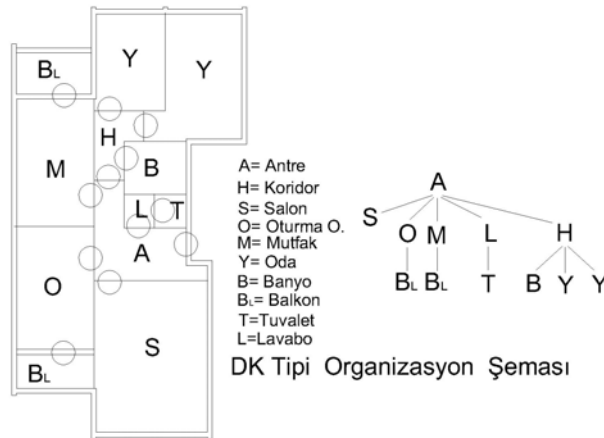 Y
Y
BL
H
M
B
L T
A
O
S
BL
A= Antre
H= Koridor
S= Salon
O= Oturma O.
M= Mutfak
Y= Oda
B= Banyo
BL= Balkon
T=Tuvalet
L=Lavabo
A
S O M L H
BL BL T B Y Y
DK Tipi Organizasyon Şeması